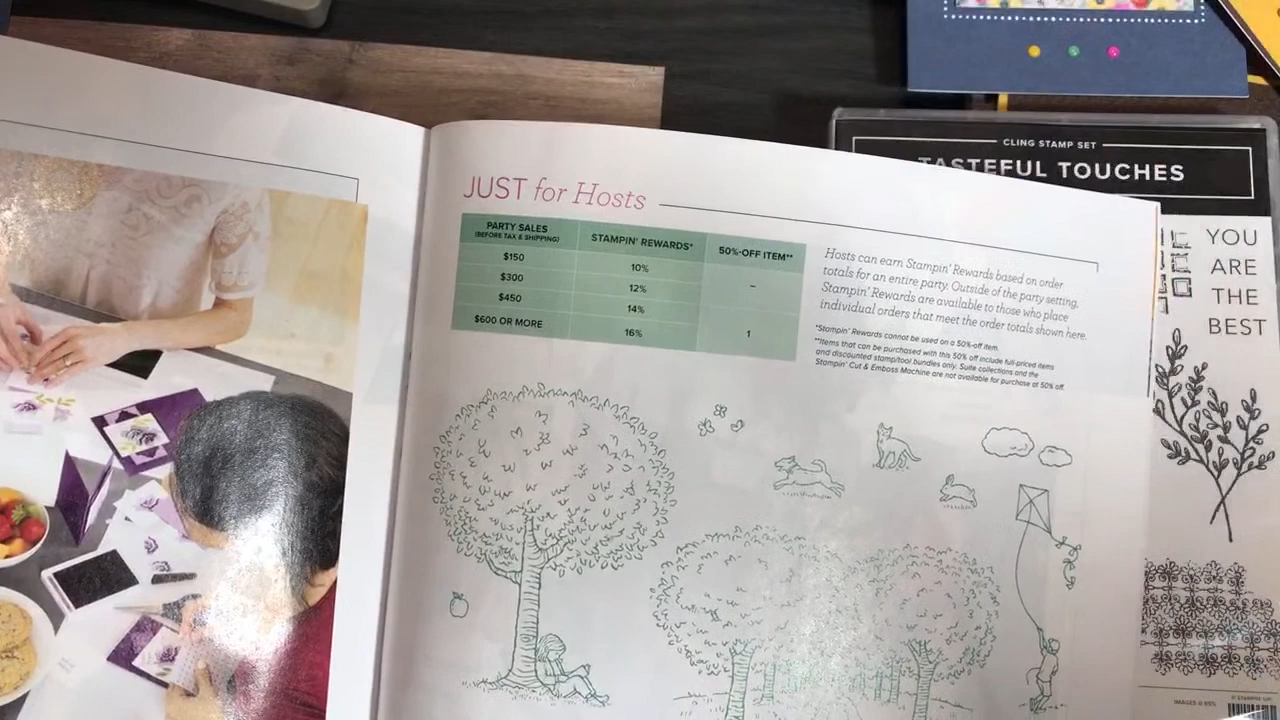 JUST for Hosts
PARTY SALES
(BEFORE TAX & SHIPPING)
STAMPIN' REWARDS*
50%-OFF ITEM**
$150
10%
$300
12%
–
$450
14%
$600 OR MORE
16%
1
Hosts can earn Stampin' Rewards based on order
totals for an entire party. Outside of the party setting,
Stampin' Rewards are available to those who place
individual orders that meet the order totals shown here.
*Stampin' Rewards cannot be used on a 50%-off item.
**Items that can be purchased with this 50% off include full-priced items
and discounted stamp/tool bundles only. Suite collections and the
Stampin' Cut & Emboss Machine are not available for purchase at 50% off.
CLING STAMP SET
TASTEFUL TOUCHES
YOU
ARE
THE
BEST
IMAGES @ 65%